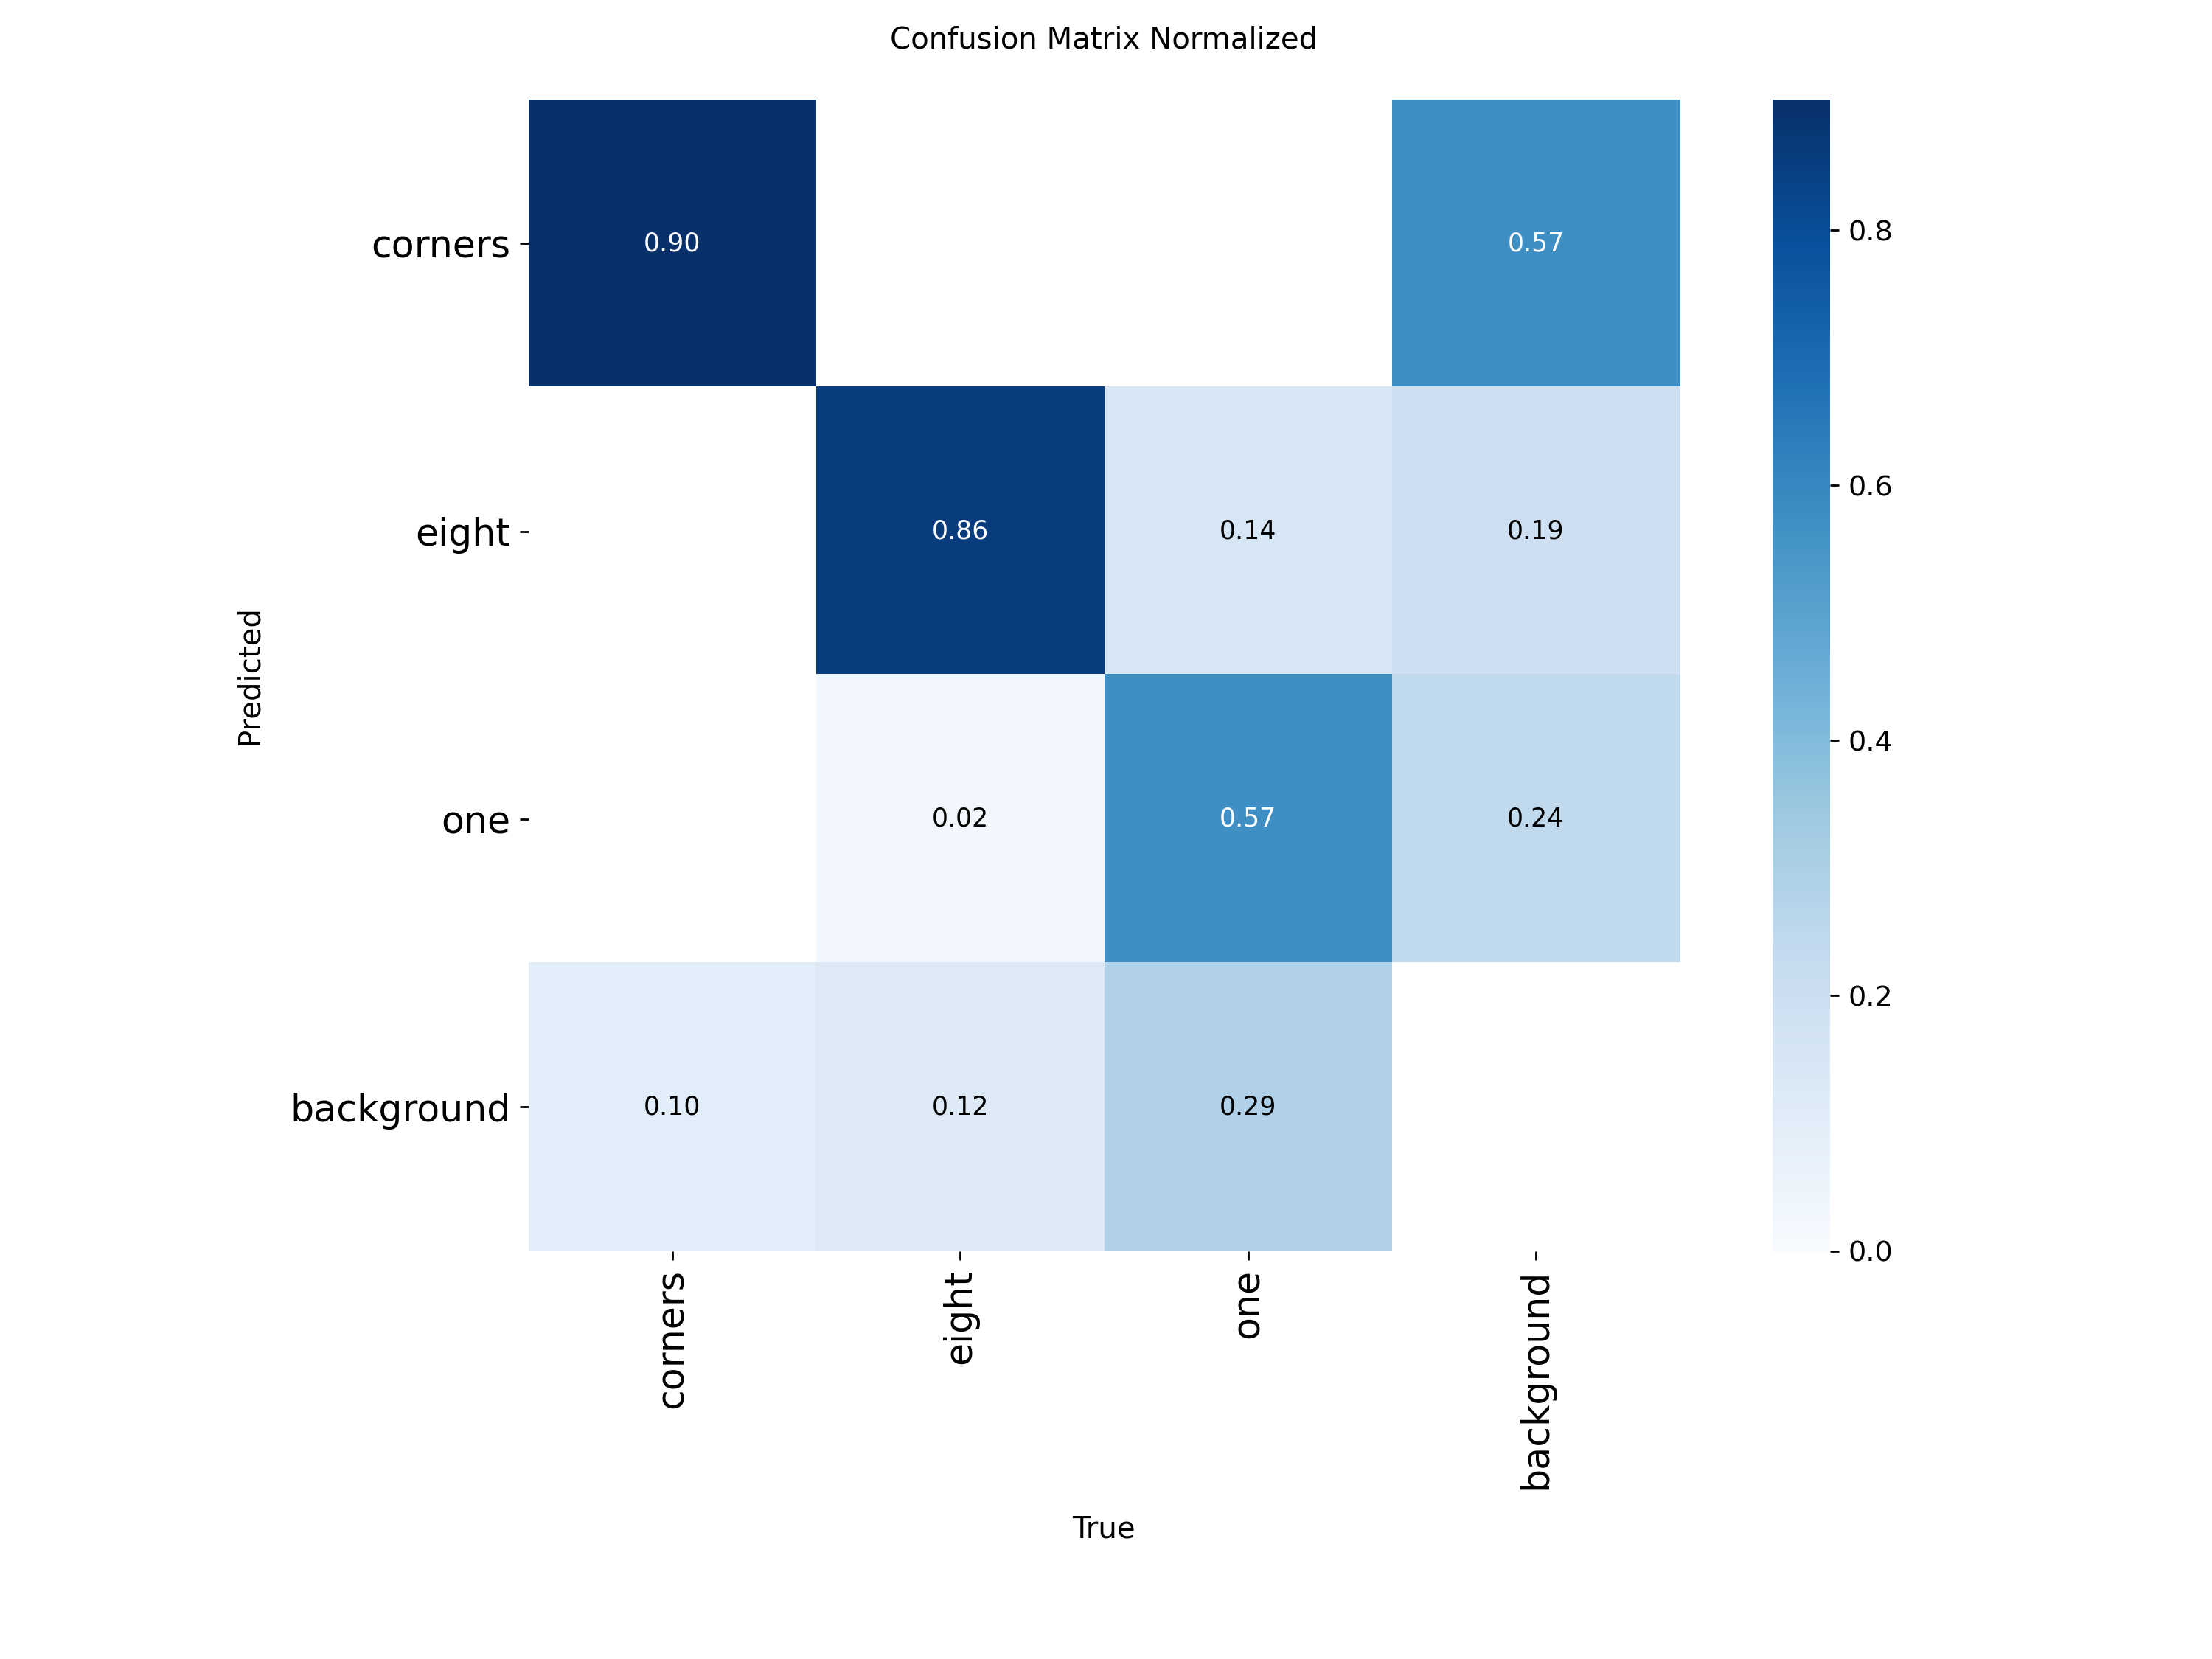 Confusion Matrix Normalized
corners
0.90
0.57
0.8
eight
0.86
0.14
0.19
0.6
Predicted
0.4
one
0.02
0.57
0.24
0.2
background
0.10
0.12
0.29
0.0
corners
eight
one
background
True